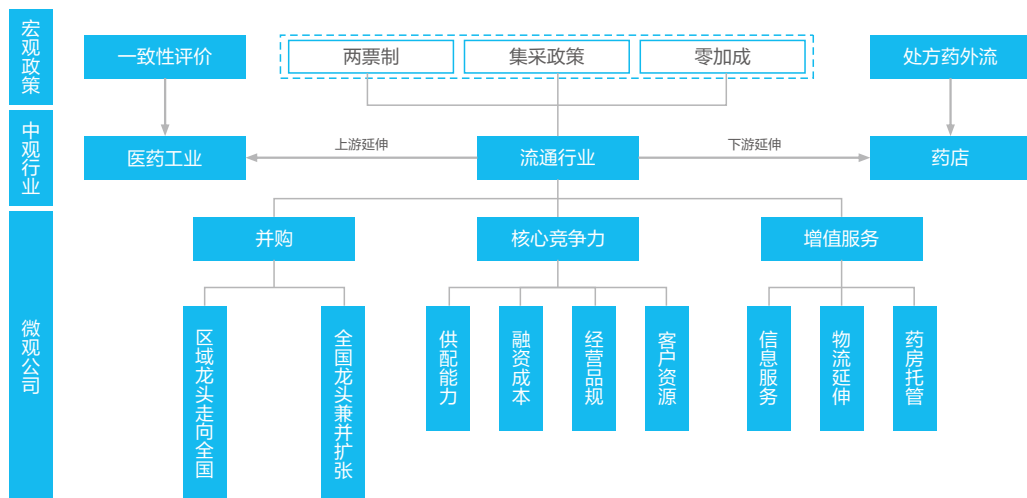 宏观政策
一致性评价
两票制
集采政策
零加成
处方药外流
中观行业
医药工业
上游延伸
流通行业
下游延伸
药店
微观公司
并购
核心竞争力
增值服务
区域龙头走向全国
全国龙头兼并扩张
供配能力
融资成本
经营品规
客户资源
信息服务
物流延伸
药房托管